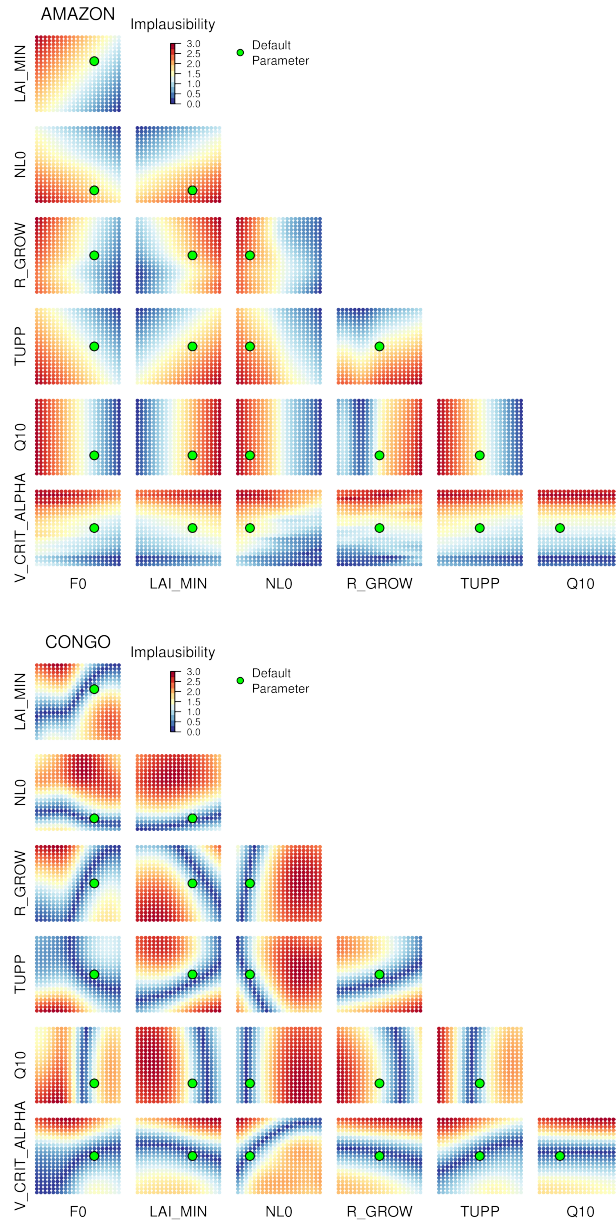 AMAZON
Implausibility
3.0
2.5
2.0
1.5
1.0
0.5
0.0
Default
Parameter
LAI_MIN
NL0
R_GROW
TUPP
Q10
V_CRIT_ALPHA
F0
LAI_MIN
NL0
R_GROW
TUPP
Q10
CONGO
Implausibility
3.0
2.5
2.0
1.5
1.0
0.5
0.0
Default
Parameter
LAI_MIN
NL0
R_GROW
TUPP
Q10
V_CRIT_ALPHA
F0
LAI_MIN
NL0
R_GROW
TUPP
Q10